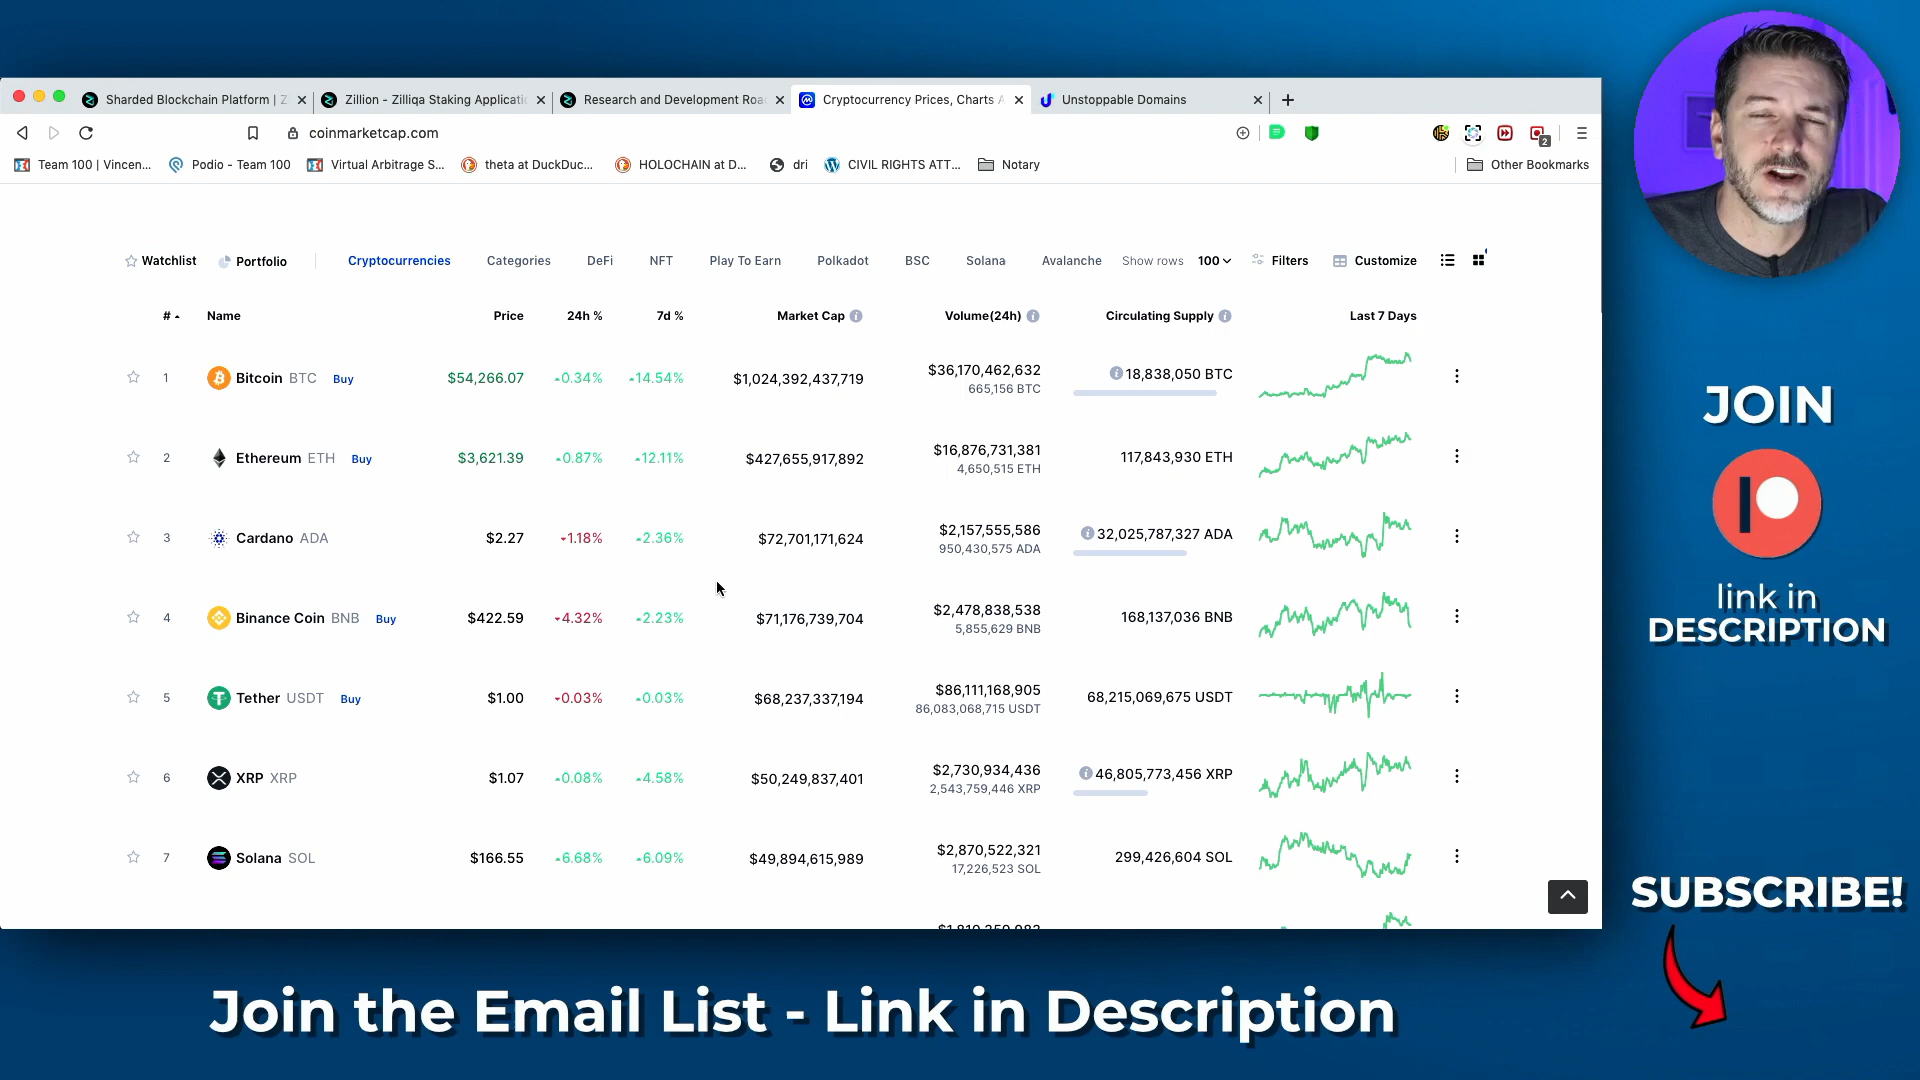 Sharded Blockchain Platform | Z
Zillion - Zilliqa Staking Applicati
Research and Development Roa
Cryptocurrency Prices, Charts A
Unstoppable Domains
coinmarketcap.com
2
Team 100 | Vincen...
Podio - Team 100
Virtual Arbitrage S...
theta at DuckDuc...
HOLOCHAIN at D...
dri
CIVIL RIGHTS ATT...
Notary
Other Bookmarks
Watchlist
Portfolio
Cryptocurrencies
Categories
DeFi
NFT
Play To Earn
Polkadot
BSC
Solana
Avalanche
Show rows 100
Filters
Customize
# Name Price 24h % 7d % Market Cap Volume(24h) Circulating Supply Last 7 Days
1 Bitcoin BTC Buy $54,266.07 0.34% 14.54% $1,024,392,437,719 $36,170,462,632 18,838,050 BTC
665,156 BTC
2 Ethereum ETH Buy $3,621.39 0.87% 12.11% $427,655,917,892 $16,876,731,381 117,843,930 ETH
4,650,515 ETH
3 Cardano ADA $2.27 1.18% 2.36% $72,701,171,624 $2,157,555,586 32,025,787,327 ADA
950,430,575 ADA
4 Binance Coin BNB Buy $422.59 4.32% 2.23% $71,176,739,704 $2,478,838,538 168,137,036 BNB
5,855,629 BNB
5 Tether USDT Buy $1.00 0.03% 0.03% $68,237,337,194 $86,111,168,905 68,215,069,675 USDT
86,083,068,715 USDT
6 XRP XRP $1.07 0.08% 4.58% $50,249,837,401 $2,730,934,436 46,805,773,456 XRP
2,543,759,446 XRP
7 Solana SOL $166.55 6.68% 6.09% $49,894,615,989 $2,870,522,321 299,426,604 SOL
17,226,523 SOL
JOIN
link in
DESCRIPTION
SUBSCRIBE!
Join the Email List - Link in Description